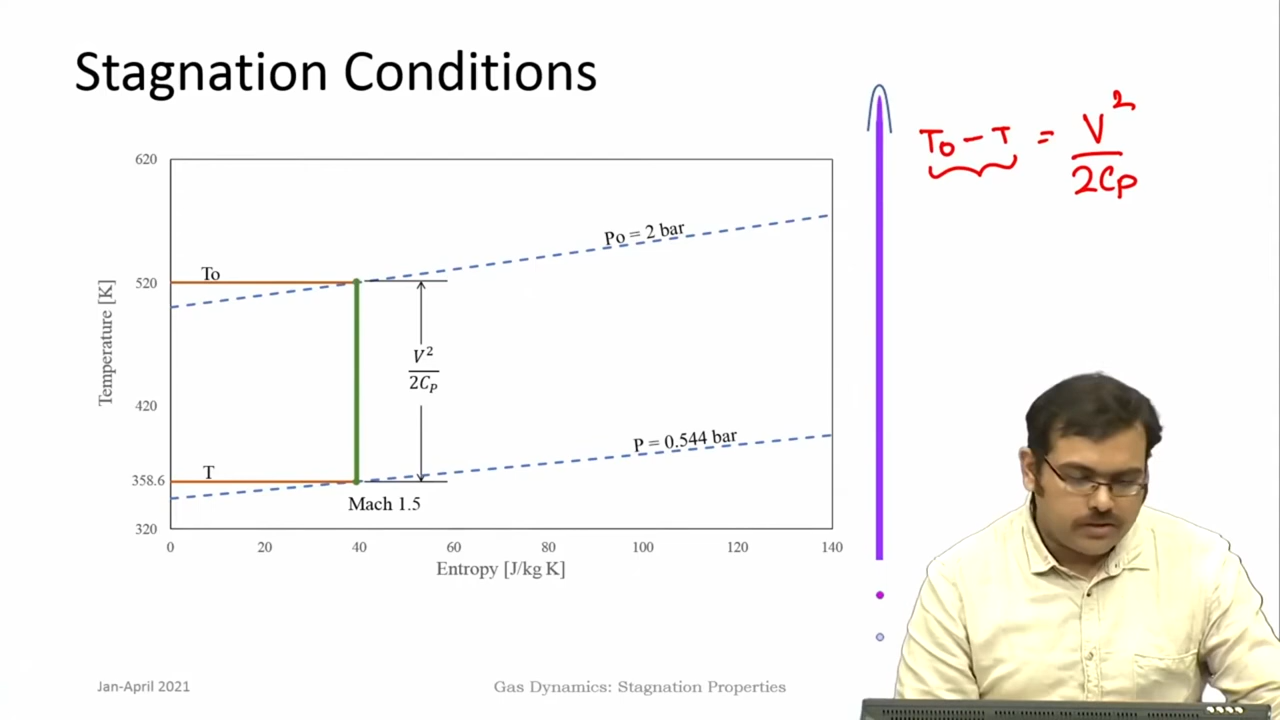 Stagnation Conditions
T₀ – T = V² / 2Cp
620
Po = 2 bar
To
520
Temperature [K]
V² / 2C_P
420
P = 0.544 bar
T
358.6
Mach 1.5
320
0 20 40 60 80 100 120 140
Entropy [J/kg K]
Jan-April 2021
Gas Dynamics: Stagnation Properties